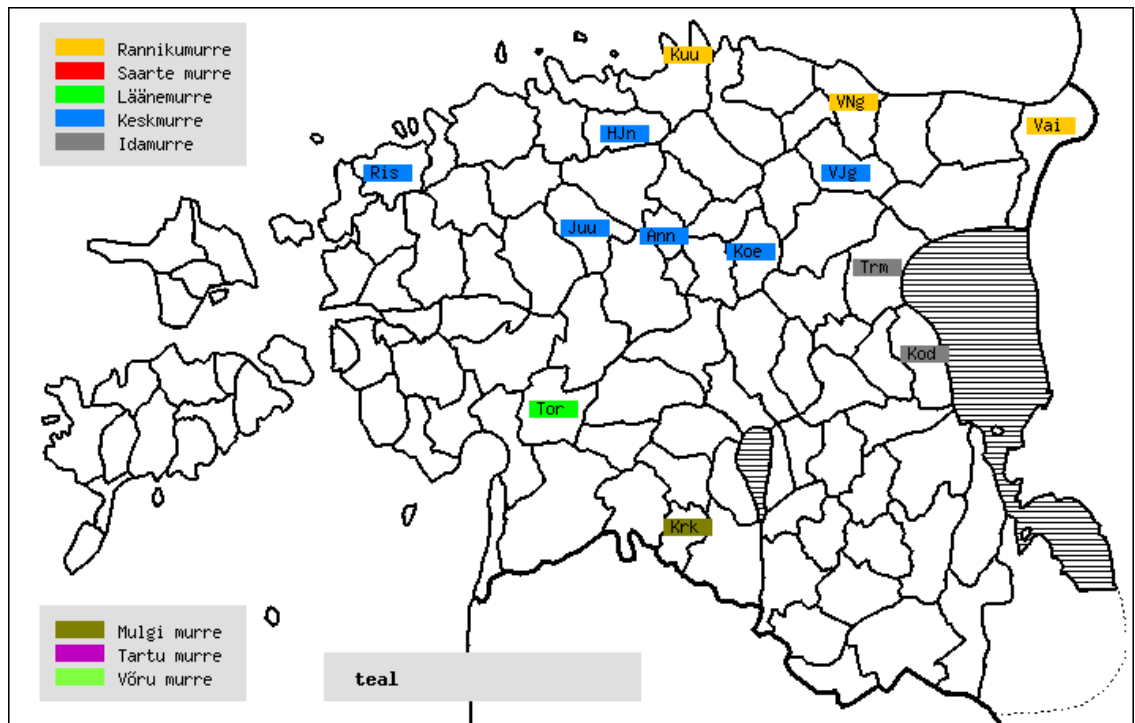 Rannikumurre
Saarte murre
Läänemurre
Keskmurre
Idamurre
Kuu
VNg
Vai
HJn
Ris
VJg
Juu
Ann
Koe
Trm
Kod
Tor
Krk
Mulgi murre
Tartu murre
Võru murre
teal